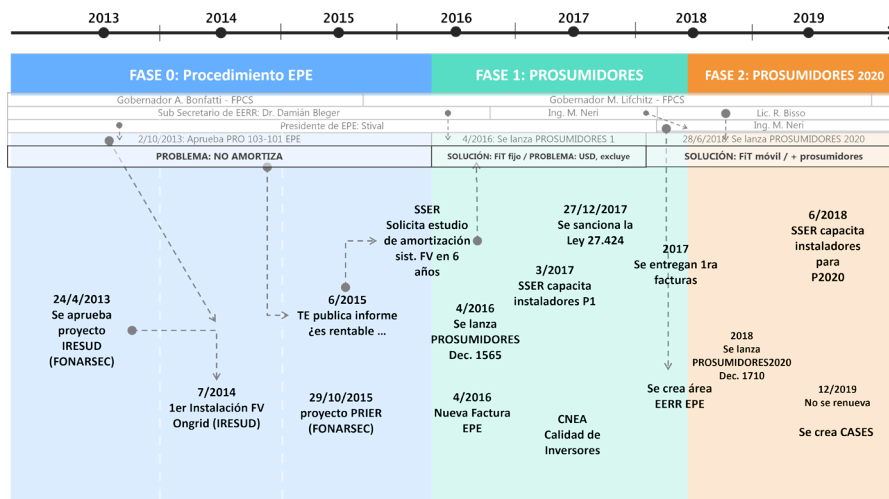 2013 2014 2015 2016 2017 2018 2019
FASE 0: Procedimiento EPE
FASE 1: PROSUMIDORES
FASE 2: PROSUMIDORES 2020
Gobernador A. Bonfatti - FPCS
Gobernador M. Lifchitz - FPCS
Sub Secretario de EERR: Dr. Damián Bleger
Ing. M. Neri
Lic. R. Bisso
Presidente de EPE: Stival
Ing. M. Neri
2/10/2013: Aprueba PRO 103-101 EPE
4/2016: Se lanza PROSUMIDORES 1
28/6/2018 Se lanza PROSUMIDORES 2020
PROBLEMA: NO AMORTIZA
SOLUCIÓN: FiT fijo / PROBLEMA: USD, excluye
SOLUCIÓN: FiT móvil / + prosumidores
24/4/2013
Se aprueba
proyecto
IRESUD
(FONARSEC)
7/2014
1er Instalación FV
Ongrid (IRESUD)
6/2015
TE publica informe
¿es rentable ...
29/10/2015
proyecto PRIER
(FONARSEC)
SSER
Solicita estudio
de amortización
sist. FV en 6
años
4/2016
Se lanza
PROSUMIDORES
Dec. 1565
4/2016
Nueva Factura
EPE
27/12/2017
Se sanciona la
Ley 27.424
3/2017
SSER capacita
instaladores P1
CNEA
Calidad de
Inversores
2017
Se entregan 1ra
facturas
Se crea área
EERR EPE
2018
Se lanza
PROSUMIDORES2020
Dec. 1710
6/2018
SSER capacita
instaladores
para
P2020
12/2019
No se renueva
Se crea CASES